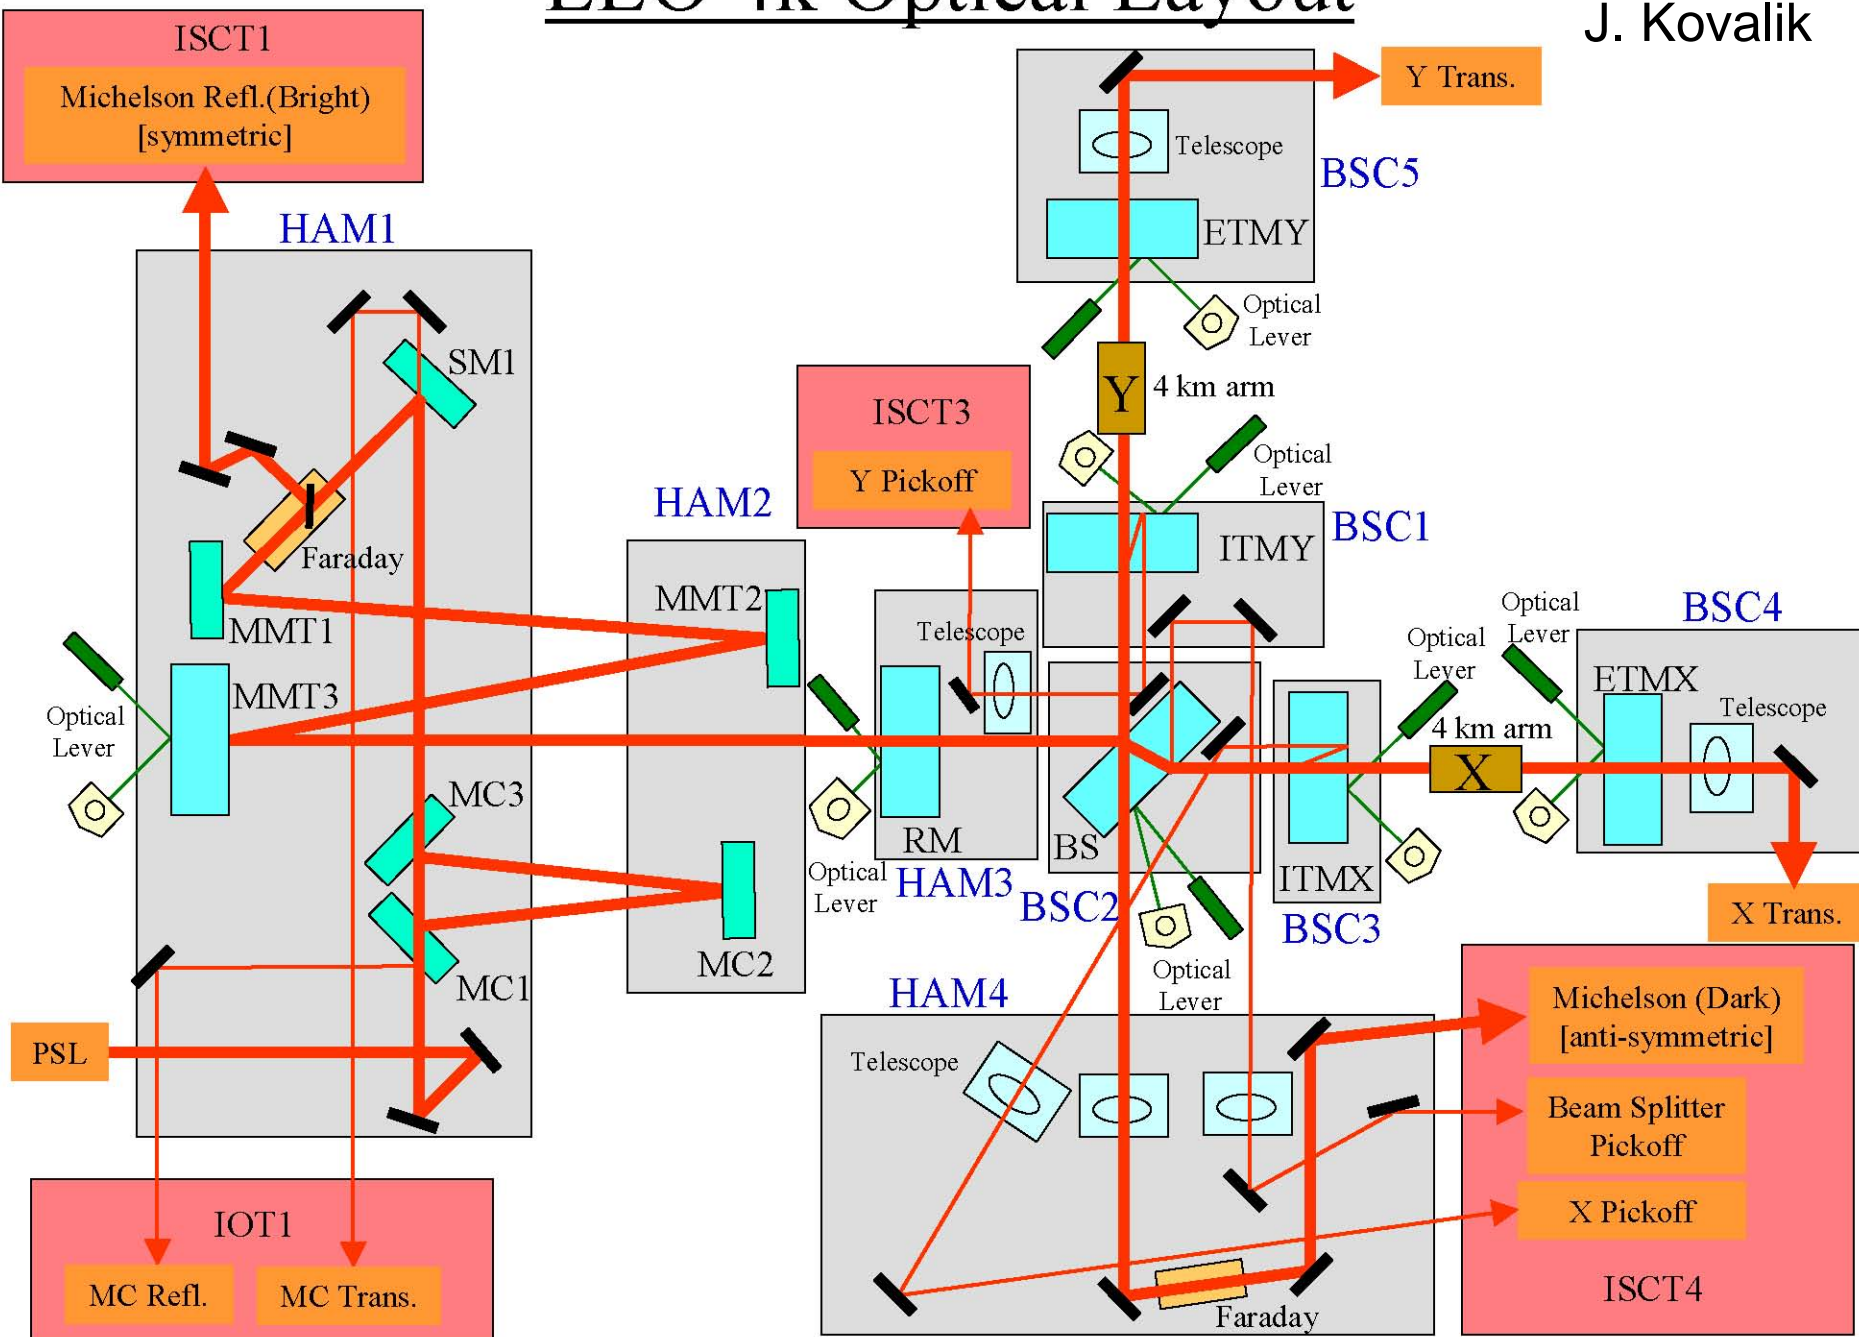 LLO 4k Optical Layout
J. Kovalik
ISCT1
Michelson Refl.(Bright)
[symmetric]
HAM1
SM1
Faraday
MMT1
MMT3
Optical
Lever
MC3
MC1
PSL
IOT1
MC Refl.
MC Trans.
HAM2
MMT2
MC2
ISCT3
Y Pickoff
Telescope
RM
HAM3
Optical
Lever
Y Trans.
Telescope
BSC5
ETMY
Optical
Lever
Y
4 km arm
Optical
Lever
BSC1
ITMY
BS
BSC2
Optical
Lever
ITMX
BSC3
Optical
Lever
4 km arm
X
Optical
Lever
BSC4
ETMX
Telescope
X Trans.
HAM4
Telescope
Faraday
Michelson (Dark)
[anti-symmetric]
Beam Splitter
Pickoff
X Pickoff
ISCT4